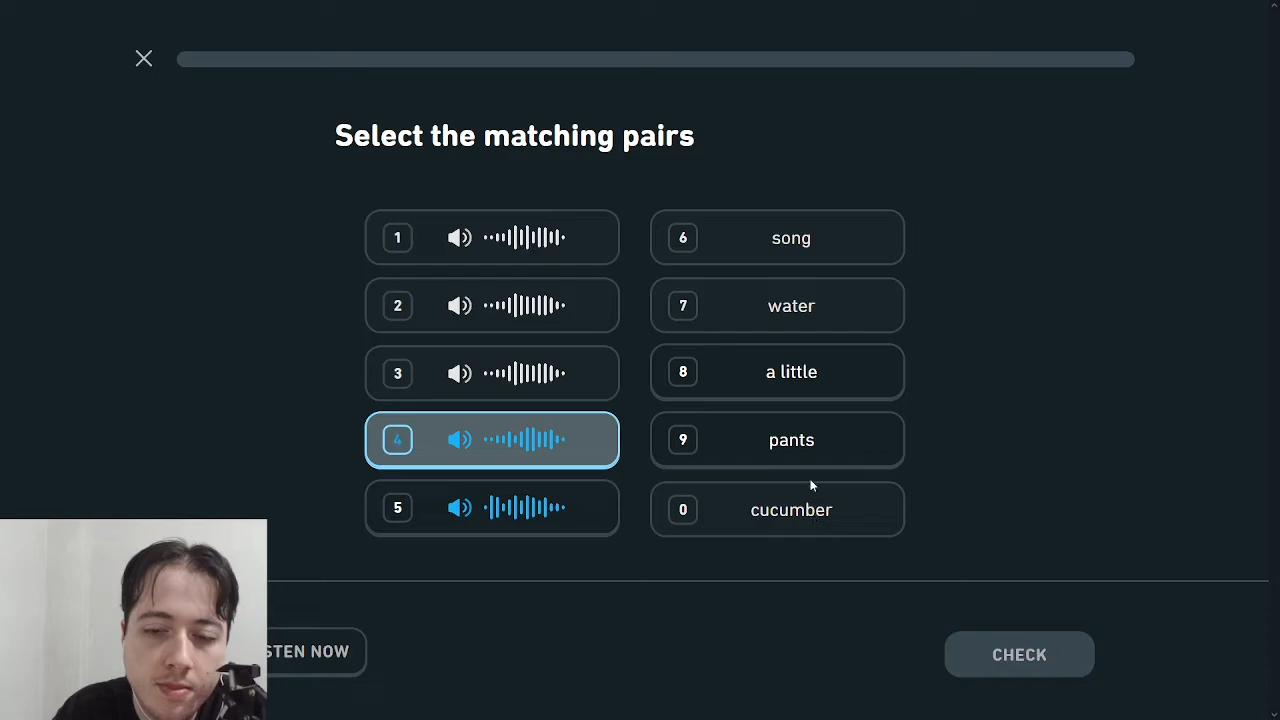 Select the matching pairs
1
6 song
2
7 water
3
8 a little
4
9 pants
5
0 cucumber
STEN NOW
CHECK